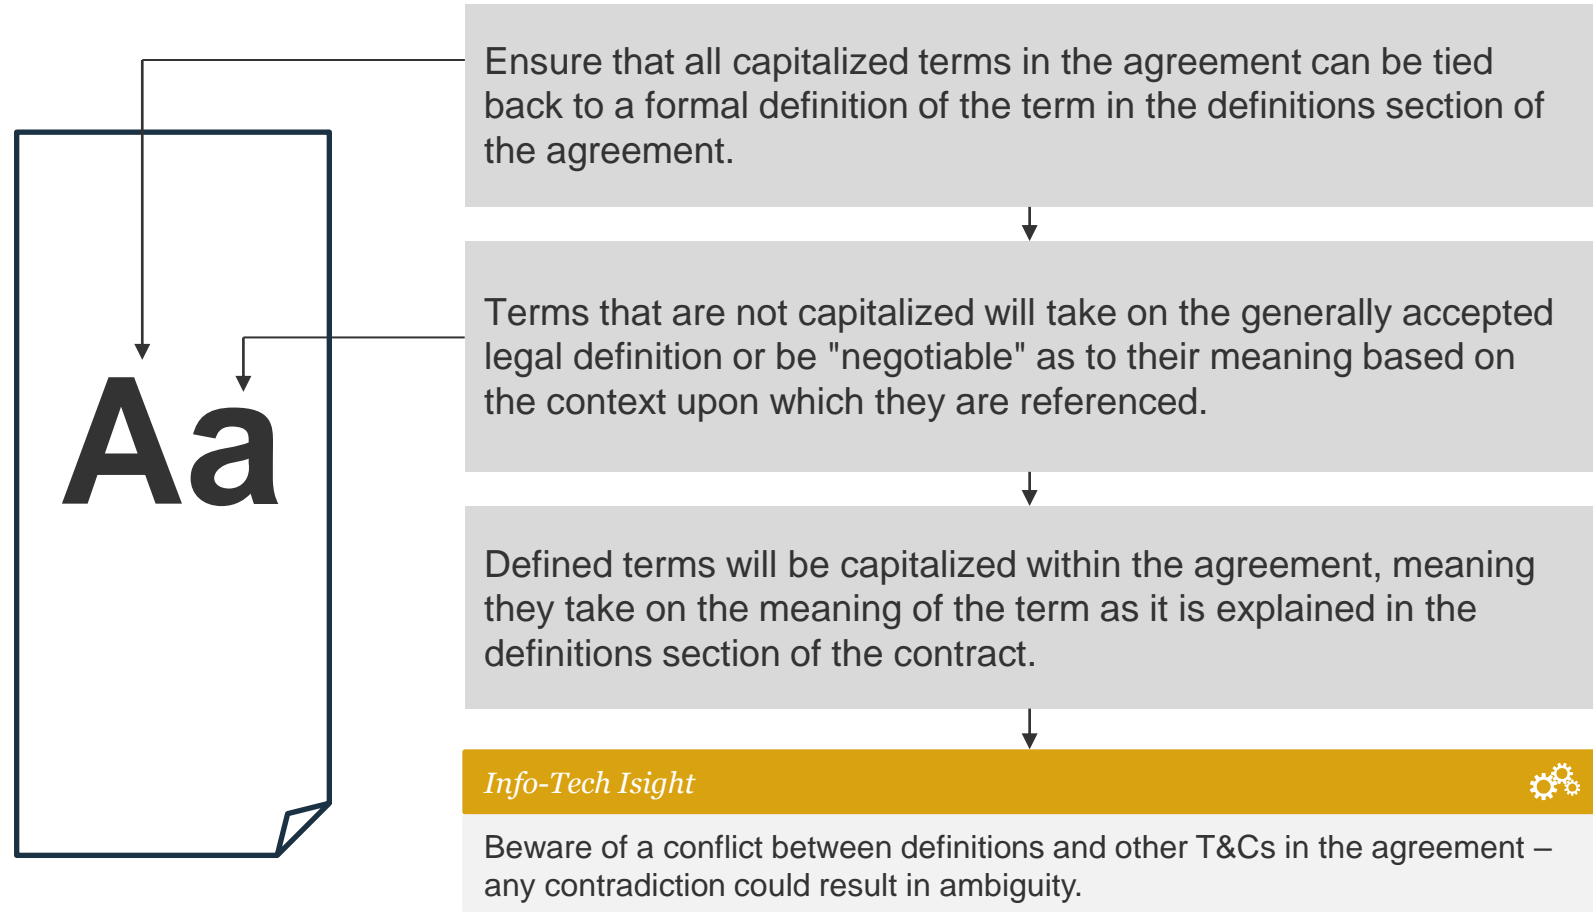 Ensure that all capitalized terms in the agreement can be tied
back to a formal definition of the term in the definitions section of
the agreement.
Terms that are not capitalized will take on the generally accepted
legal definition or be "negotiable" as to their meaning based on
the context upon which they are referenced.
Aa
Defined terms will be capitalized within the agreement, meaning
they take on the meaning of the term as it is explained in the
definitions section of the contract.
Info-Tech Isight
Beware of a conflict between definitions and other T&Cs in the agreement –
any contradiction could result in ambiguity.